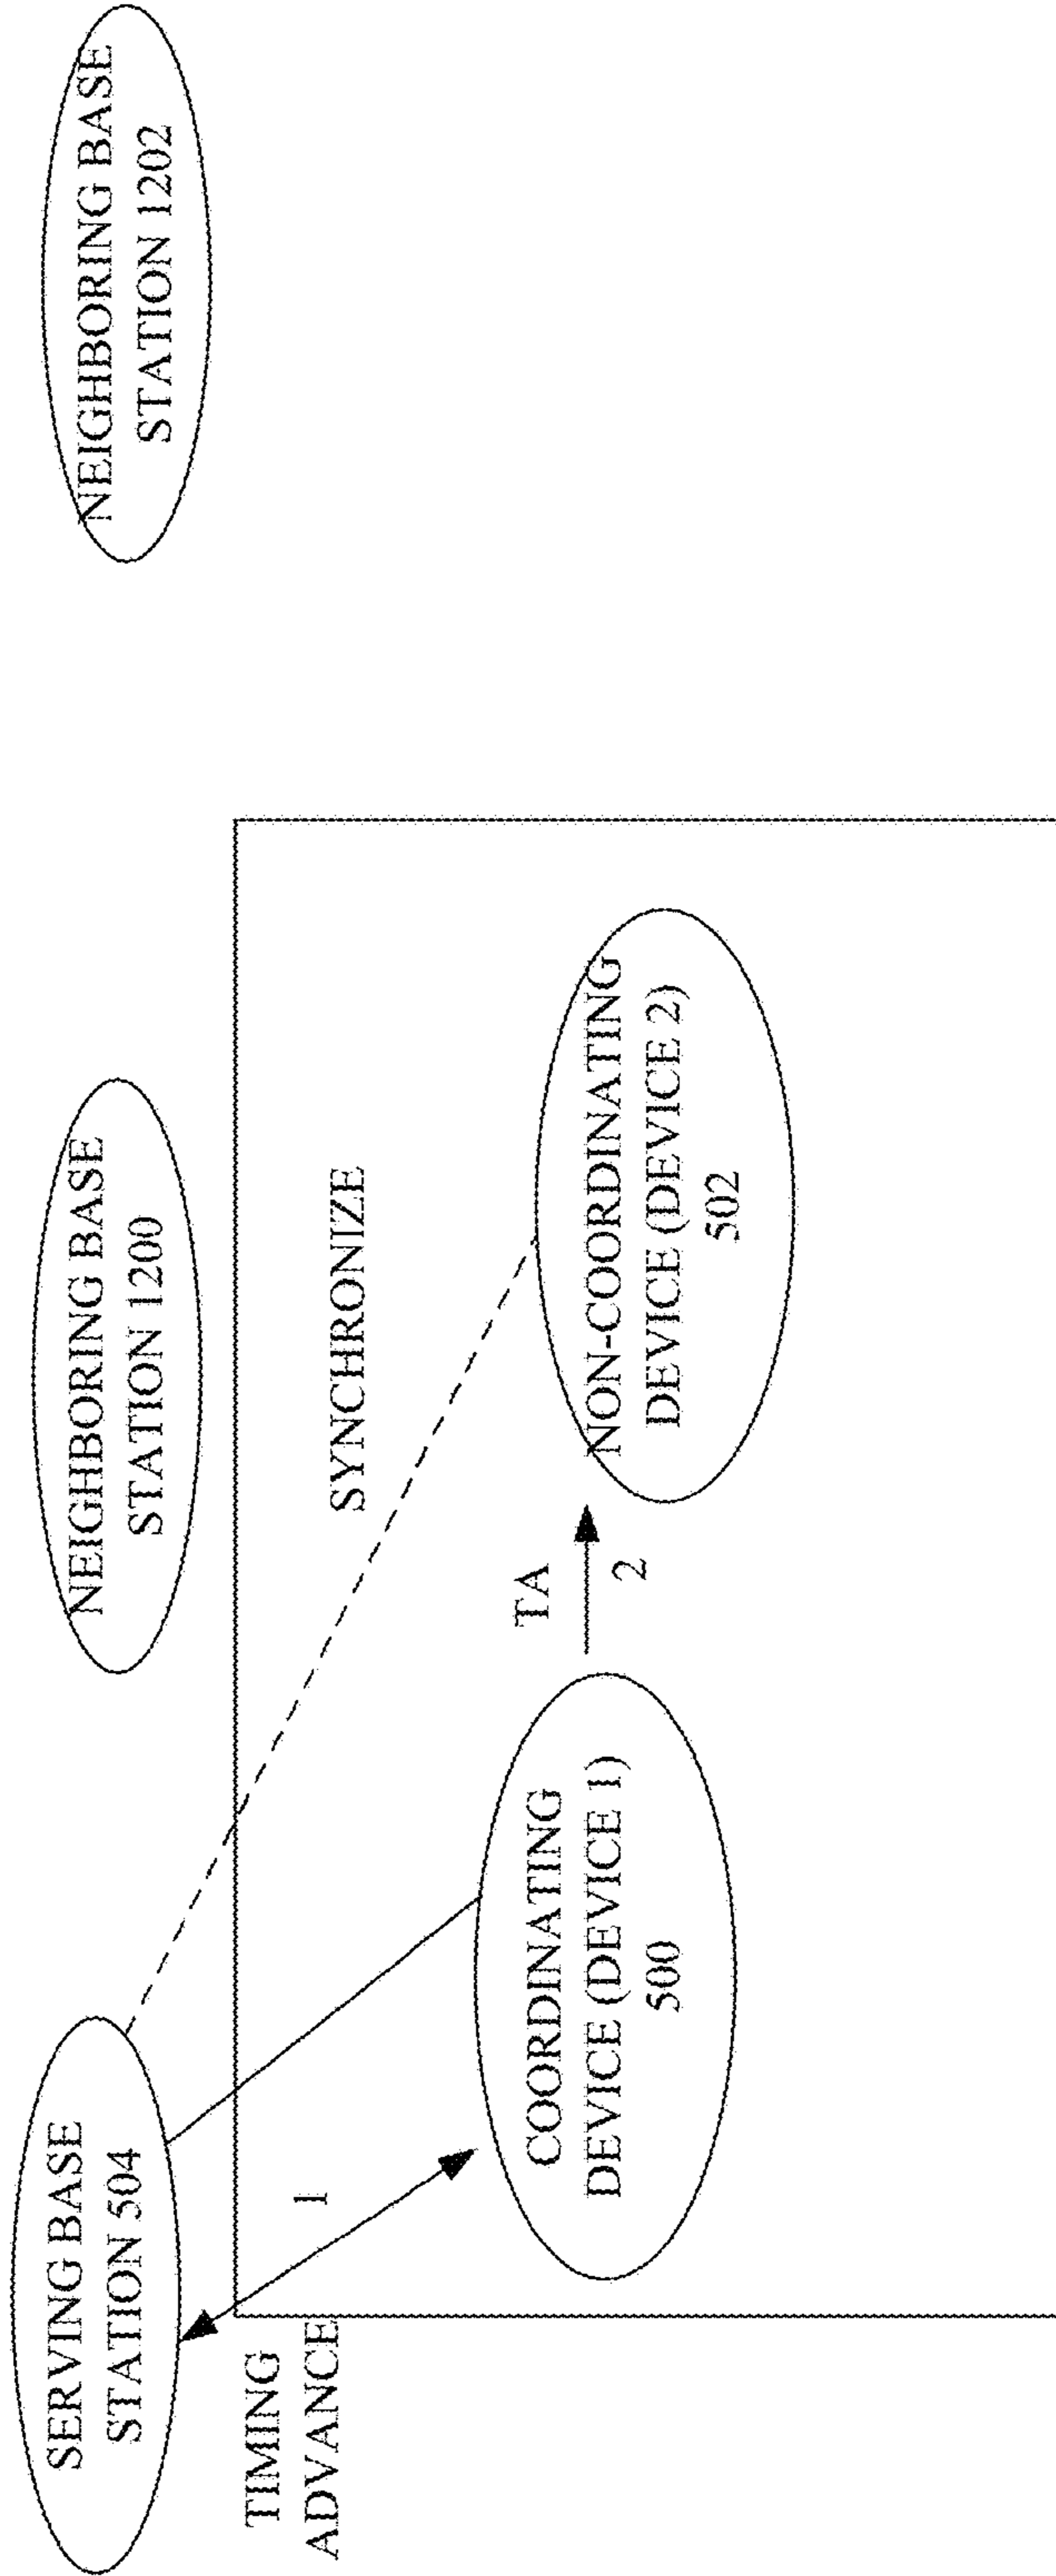 SERVING BASE
STATION 504
NEIGHBORING BASE
STATION 1200
NEIGHBORING BASE
STATION 1202
TIMING
ADVANCE
1
SYNCHRONIZE
COORDINATING
DEVICE (DEVICE 1)
500
TA
2
NON-COORDINATING
DEVICE (DEVICE 2)
502